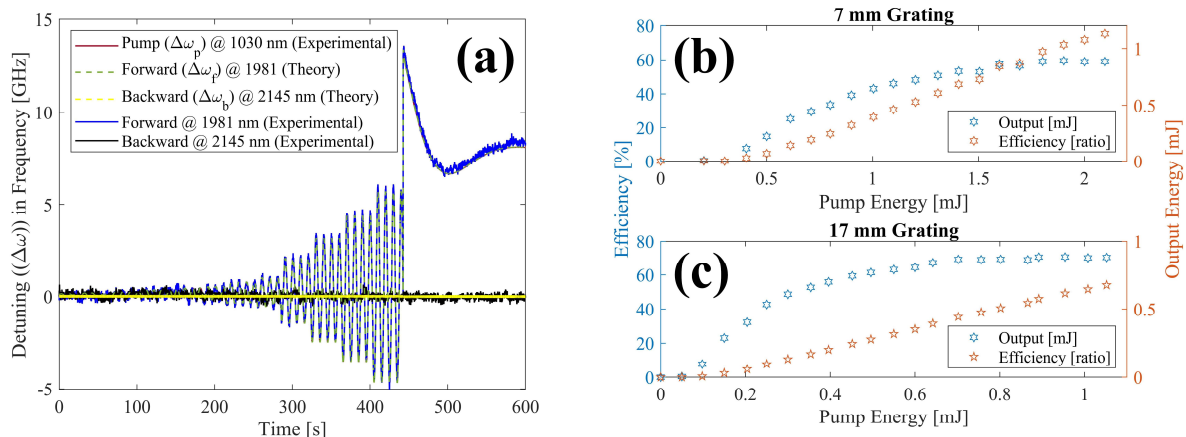 15
10
5
0
-5
0
100
200
300
400
500
600
Detuning ((Δω)) in Frequency [GHz]
Time [s]
(a)
Pump (Δωp) @ 1030 nm (Experimental)
Forward (Δωf) @ 1981 (Theory)
Backward (Δωb) @ 2145 nm (Theory)
Forward @ 1981 nm (Experimental)
Backward @ 2145 nm (Experimental)
7 mm Grating
(b)
80
60
40
20
0
0
0.5
1
1.5
2
1
0.5
0
Output [mJ]
Efficiency [ratio]
Pump Energy [mJ]
Efficiency [%]
Output Energy [mJ]
17 mm Grating
(c)
80
60
40
20
0
0
0.2
0.4
0.6
0.8
1
1
0.5
0
Output [mJ]
Efficiency [ratio]
Pump Energy [mJ]